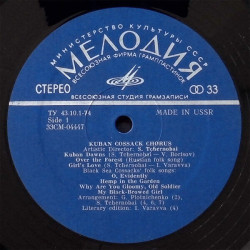 МИНИСТЕРСТВО КУЛЬТУРЫ СССР
МЕЛОДИЯ
ВСЕСОЮЗНАЯ ФИРМА ГРАМПЛАСТИНОК
СТЕРЕО
33
ВСЕСОЮЗНАЯ СТУДИЯ ГРАМЗАПИСИ
ТУ 43.10.1-74
MADE IN USSR
Side 1
33СМ-04447
KUBAN COSSACK CHORUS
Artistic Director: S. Tchernobai
Kuban Dawns (S. Tchernobai — V. Bortsov)
Over the Forest (Russian folk song)
Girl's Love (S. Tchernobai — I. Varavva)
Black Sea Cossacks' folk songs:
O, Evidently
Hemp in the Garden
Why Are You Gloomy, Old Soldier
My Black-Browed Girl
Arrangement: G. Plotnichenko (2),
S. Tchernobai (4, 6, 7)
Literary edition: I. Varavva (4)